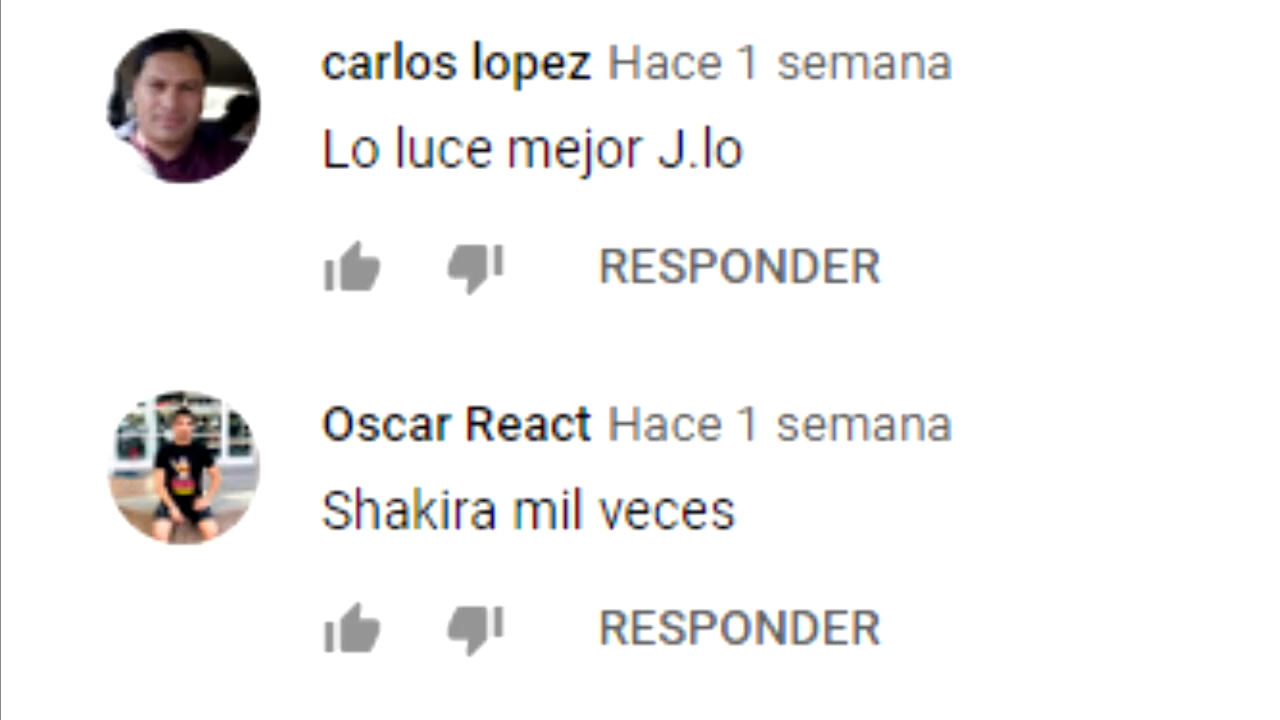 carlos lopez Hace 1 semana
Lo luce mejor J.lo
RESPONDER
Oscar React Hace 1 semana
Shakira mil veces
RESPONDER